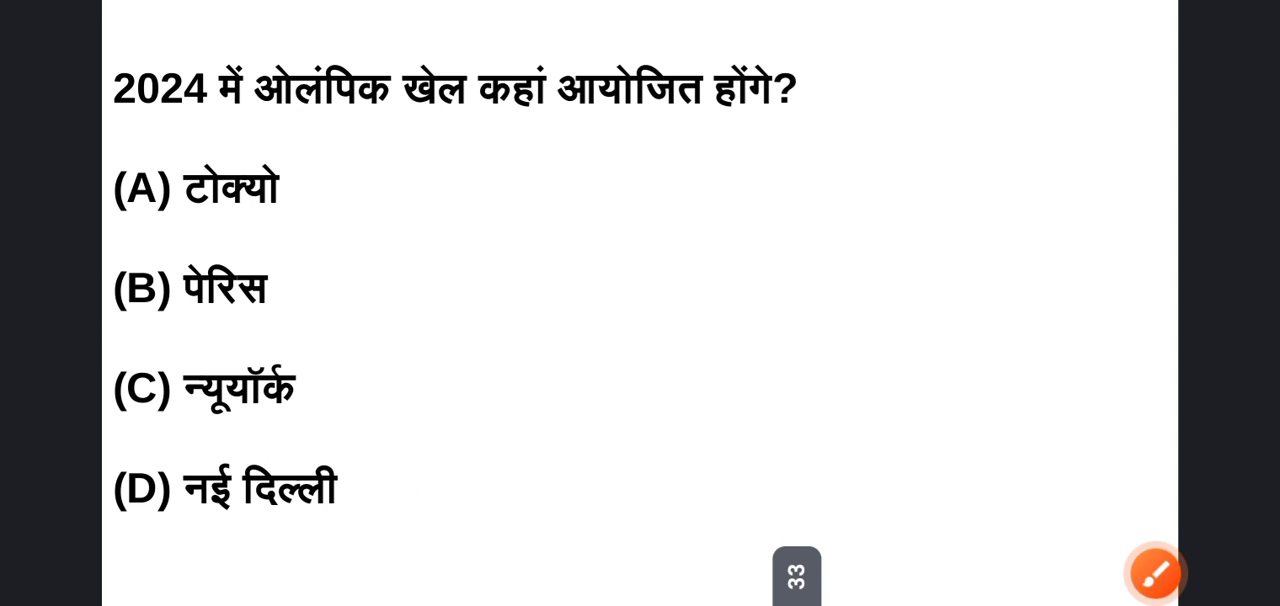 2024 में ओलंपिक खेल कहां आयोजित होंगे?
(A) टोक्यो
(B) पेरिस
(C) न्यूयॉर्क
(D) नई दिल्ली
33